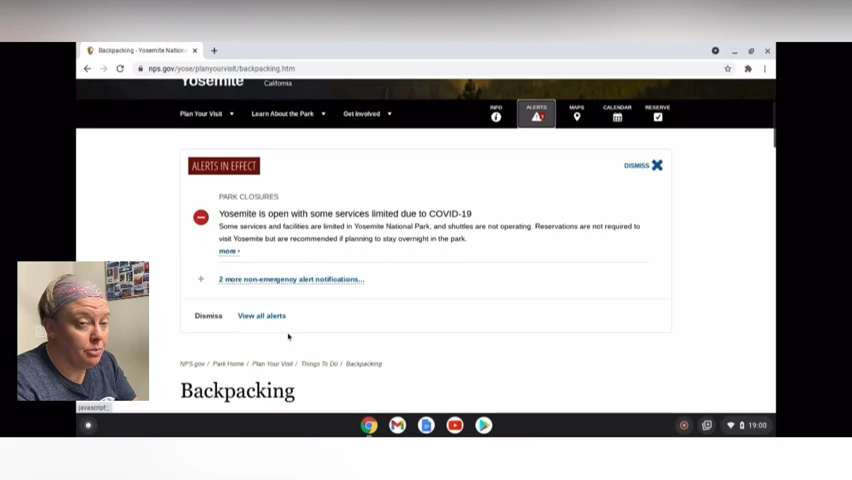 Backpacking - Yosemite Nation
nps.gov/yose/planyourvisit/backpacking.htm
Yosemite
California
Plan Your Visit
Learn About the Park
Get Involved
INFO
ALERTS
MAPS
CALENDAR
RESERVE
ALERTS IN EFFECT
DISMISS
PARK CLOSURES
Yosemite is open with some services limited due to COVID-19
Some services and facilities are limited in Yosemite National Park, and shuttles are not operating. Reservations are not required to
visit Yosemite but are recommended if planning to stay overnight in the park.
more ›
2 more non-emergency alert notifications...
Dismiss
View all alerts
NPS.gov / Park Home / Plan Your Visit / Things To Do / Backpacking
Backpacking
javascript:;
19:00